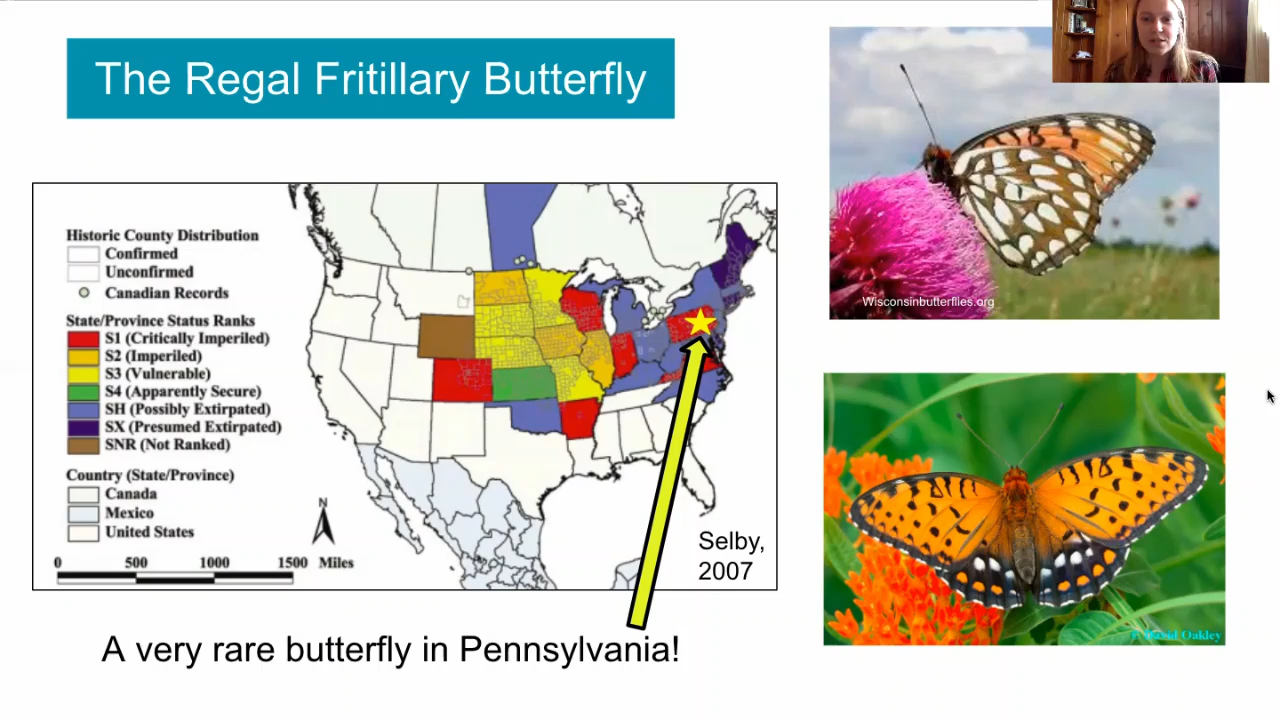 The Regal Fritillary Butterfly
Historic County Distribution
Confirmed
Unconfirmed
Canadian Records
State/Province Status Ranks
S1 (Critically Imperiled)
S2 (Imperiled)
S3 (Vulnerable)
S4 (Apparently Secure)
SH (Possibly Extirpated)
SX (Presumed Extirpated)
SNR (Not Ranked)
Country (State/Province)
Canada
Mexico
United States
N
0 500 1000 1500 Miles
Selby,
2007
A very rare butterfly in Pennsylvania!
Wisconsinbutterflies.org
David Oakley